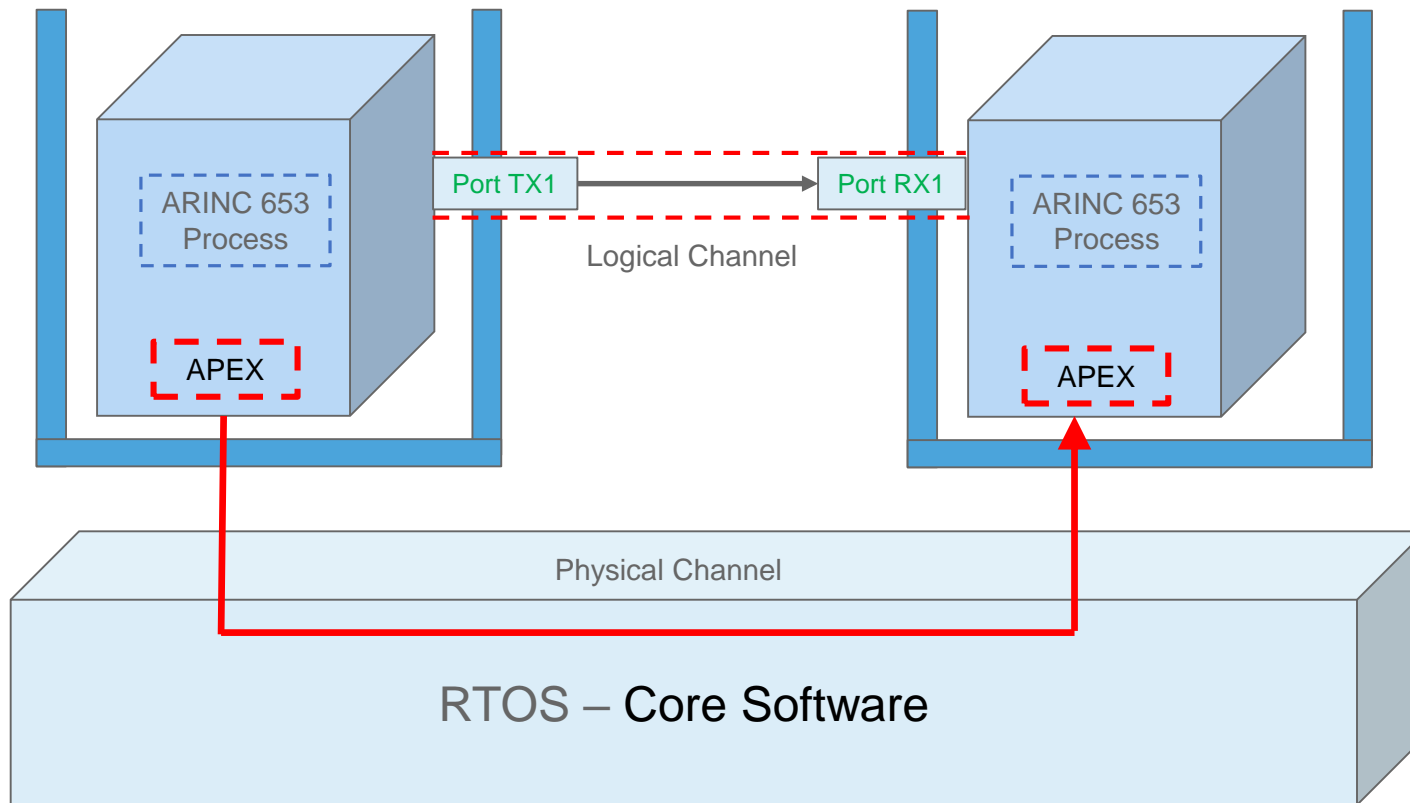 ARINC 653
Process
APEX
Port TX1
Port RX1
Logical Channel
ARINC 653
Process
APEX
Physical Channel
RTOS – Core Software